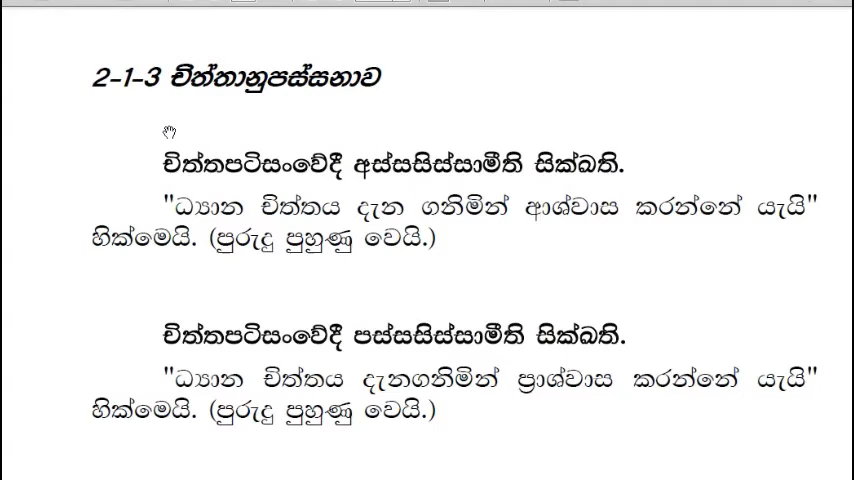 2-1-3 චිත්තානුපස්සනාව
චිත්තපටිසංවේදී අස්සසිස්සාමීති සික්ඛති.
"ධ්‍යාන චිත්තය දැන ගනිමින් ආශ්වාස කරන්නේ යැයි"
හික්මෙයි. (පුරුදු පුහුණු වෙයි.)
චිත්තපටිසංවේදී පස්සසිස්සාමීති සික්ඛති.
"ධ්‍යාන චිත්තය දැනගනිමින් ප්‍රාශ්වාස කරන්නේ යැයි"
හික්මෙයි. (පුරුදු පුහුණු වෙයි.)